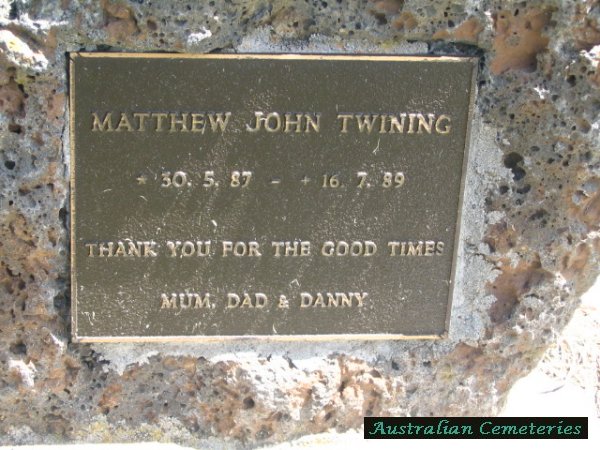 MATTHEW JOHN TWINING
* 30. 5. 87 - + 16. 7. 89
THANK YOU FOR THE GOOD TIMES
MUM, DAD & DANNY
Australian Cemeteries